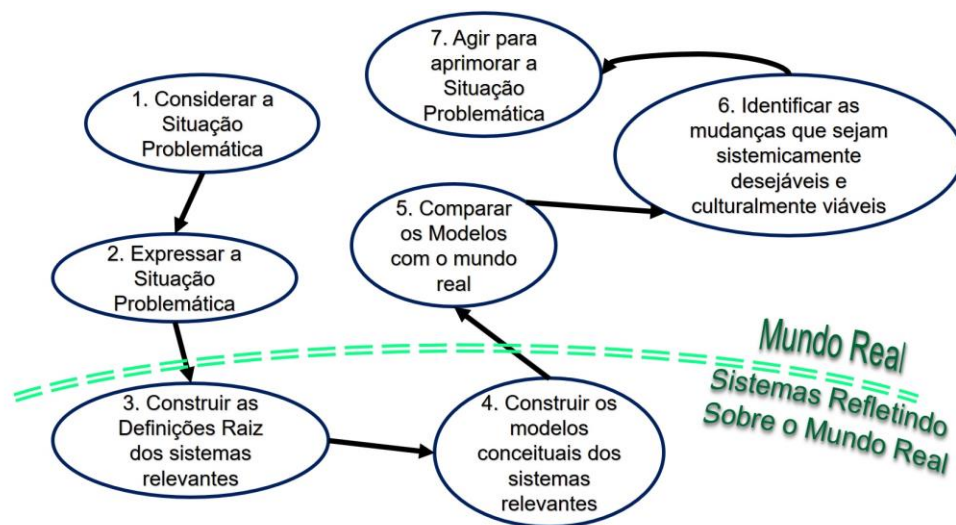 1. Considerar a
Situação
Problemática
2. Expressar a
Situação
Problemática
3. Construir as
Definições Raiz
dos sistemas
relevantes
4. Construir os
modelos
conceituais dos
sistemas
relevantes
5. Comparar
os Modelos
com o mundo
real
6. Identificar as
mudanças que sejam
sistemicamente
desejáveis e
culturalmente viáveis
7. Agir para
aprimorar a
Situação
Problemática
Mundo Real
Sistemas Refletindo
Sobre o Mundo Real